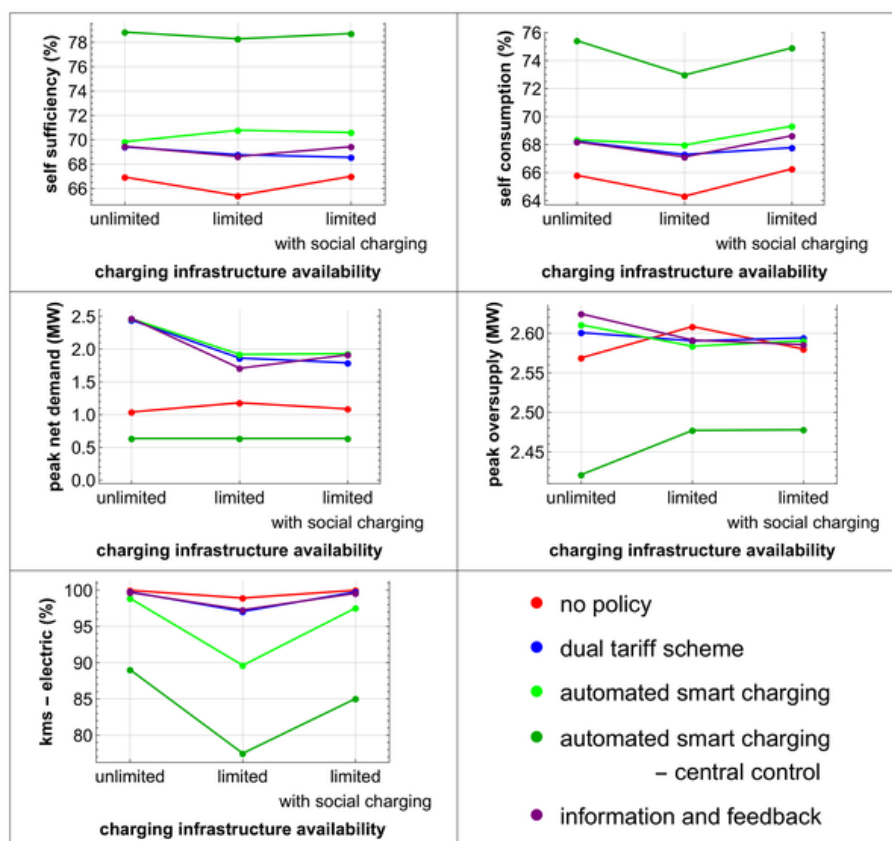 self sufficiency (%)
78
76
74
72
70
68
66
unlimited
limited
limited
with social charging
charging infrastructure availability
self consumption (%)
76
74
72
70
68
66
64
unlimited
limited
limited
with social charging
charging infrastructure availability
peak net demand (MW)
2.5
2.0
1.5
1.0
0.5
0.0
unlimited
limited
limited
with social charging
charging infrastructure availability
peak oversupply (MW)
2.60
2.55
2.50
2.45
unlimited
limited
limited
with social charging
charging infrastructure availability
kms – electric (%)
100
95
90
85
80
unlimited
limited
limited
with social charging
charging infrastructure availability
no policy
dual tariff scheme
automated smart charging
automated smart charging
– central control
information and feedback